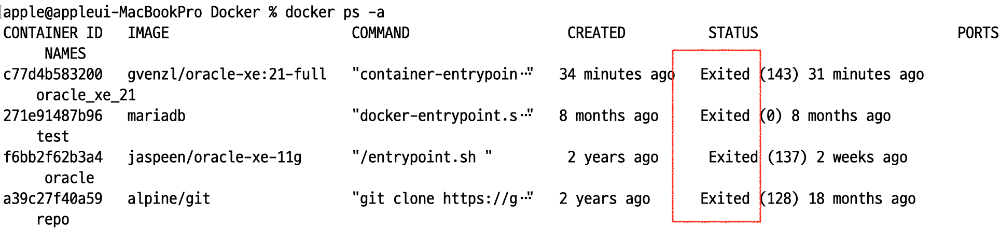 apple@appleui-MacBookPro Docker % docker ps -a
CONTAINER ID   IMAGE                      COMMAND                   CREATED          STATUS                        PORTS
     NAMES
c77d4b583200   gvenzl/oracle-xe:21-full   "container-entrypoin…"   34 minutes ago   Exited (143) 31 minutes ago
    oracle_xe_21
271e91487b96   mariadb                    "docker-entrypoint.s…"   8 months ago     Exited (0) 8 months ago
    test
f6bb2f62b3a4   jaspeen/oracle-xe-11g      "/entrypoint.sh "         2 years ago      Exited (137) 2 weeks ago
     oracle
a39c27f40a59   alpine/git                 "git clone https://g…"   2 years ago      Exited (128) 18 months ago
    repo